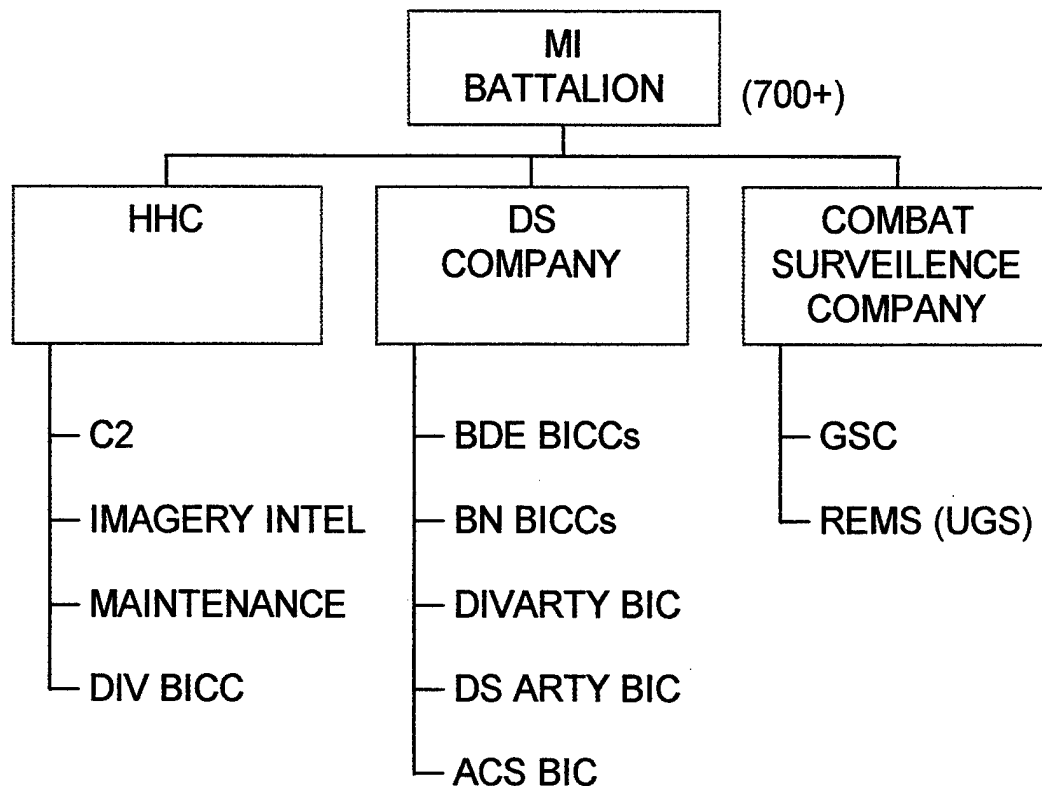 MI
BATTALION
(700+)
HHC
DS
COMPANY
COMBAT
SURVEILENCE
COMPANY
C2
IMAGERY INTEL
MAINTENANCE
DIV BICC
BDE BICCs
BN BICCs
DIVARTY BIC
DS ARTY BIC
ACS BIC
GSC
REMS (UGS)